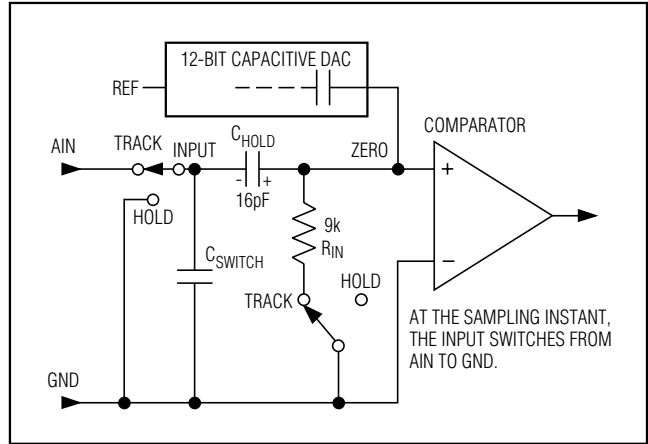 12-BIT CAPACITIVE DAC
REF
COMPARATOR
AIN
TRACK
INPUT
CHOLD
ZERO
- +
16pF
+
HOLD
9k
RIN
CSWITCH
HOLD
−
TRACK
AT THE SAMPLING INSTANT,
THE INPUT SWITCHES FROM
AIN TO GND.
GND